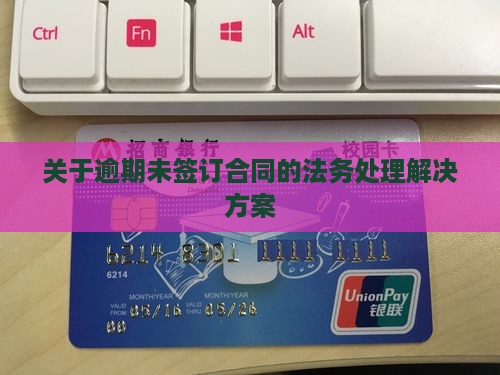 Ctrl
Fn
Alt
招商银行
校园卡
关于逾期未签订合同的法务处理解决
方案
6214 8301 1111 1111
6214
MONTH/YEAR MONTH/YEAR
VALID FROM 05/16 VALID THRU 05/26
00
UnionPay
银联